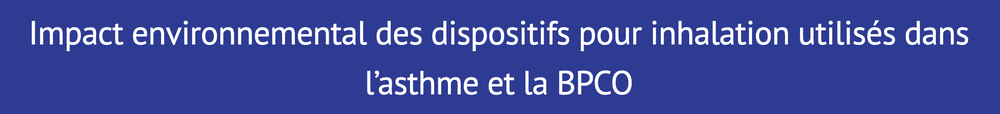 Impact environnemental des dispositifs pour inhalation utilisés dans
l’asthme et la BPCO